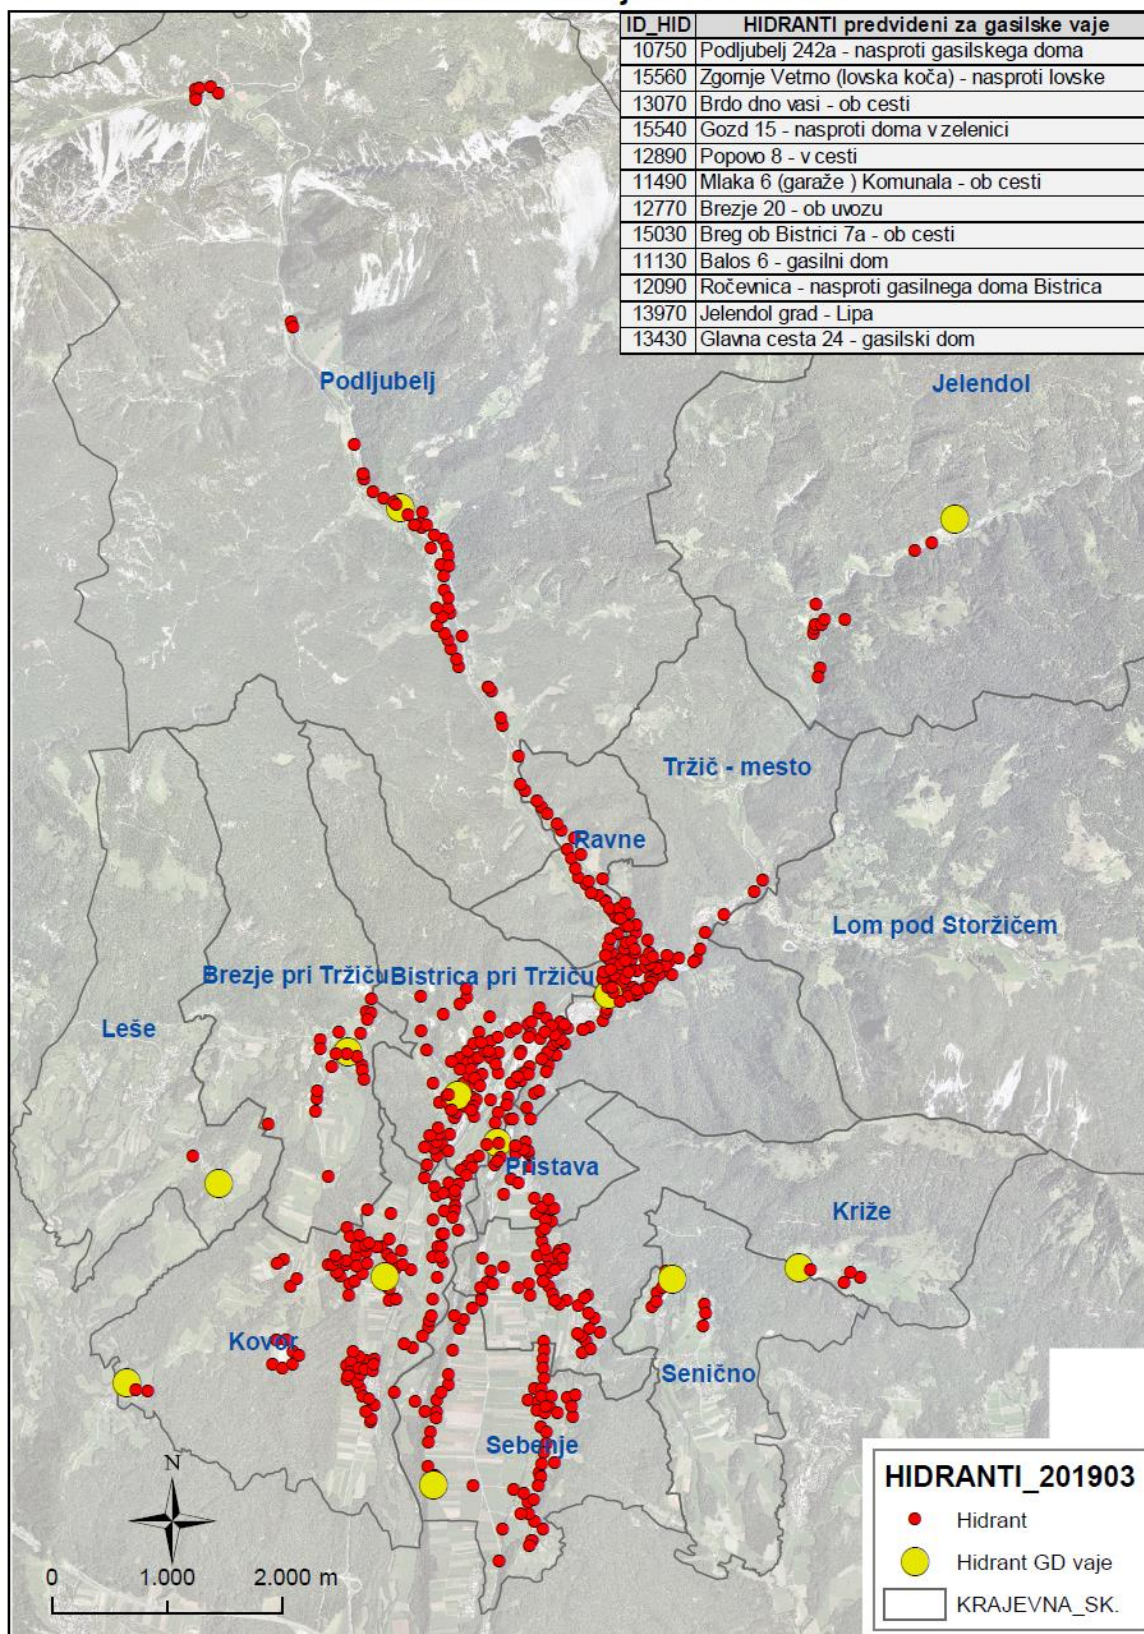 ID_HID HIDRANTI predvideni za gasilske vaje
10750 Podljubelj 242a - nasproti gasilskega doma
15560 Zgornje Vetrno (lovska koča) - nasproti lovske
13070 Brdo dno vasi - ob cesti
15540 Gozd 15 - nasproti doma v zelenici
12890 Popovo 8 - v cesti
11490 Mlaka 6 (garaže ) Komunala - ob cesti
12770 Brezje 20 - ob uvozu
15030 Breg ob Bistrici 7a - ob cesti
11130 Balos 6 - gasilni dom
12090 Ročevnica - nasproti gasilnega doma Bistrica
13970 Jelendol grad - Lipa
13430 Glavna cesta 24 - gasilski dom
Podljubelj
Jelendol
Tržič - mesto
Ravne
Lom pod Storžičem
Brezje pri Tržiču
Bistrica pri Tržiču
Leše
Pristava
Križe
Kovor
Senično
Sebenje
N
0 1.000 2.000 m
HIDRANTI_201903
Hidrant
Hidrant GD vaje
KRAJEVNA_SK.